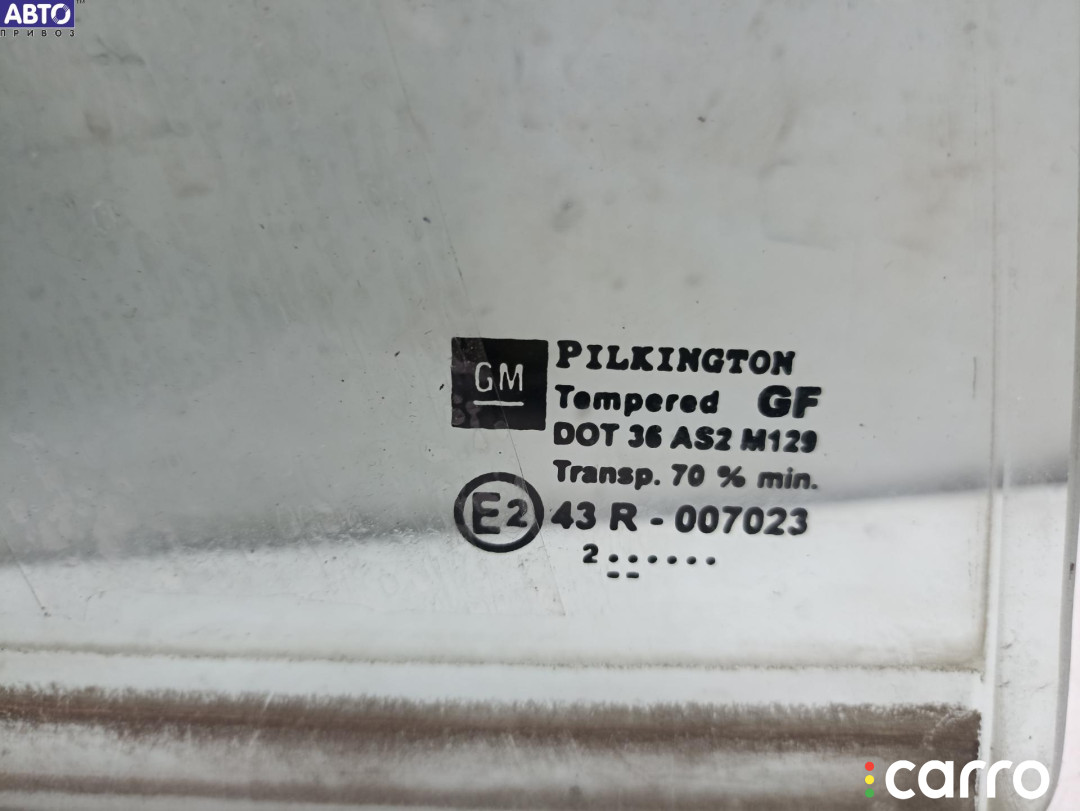 АВТО
ПРИВОЗ
GM
PILKINGTON
Tempered GF
DOT 36 AS2 M129
Transp. 70 % min.
E2 43 R - 007023
2 . . . . . .
carro